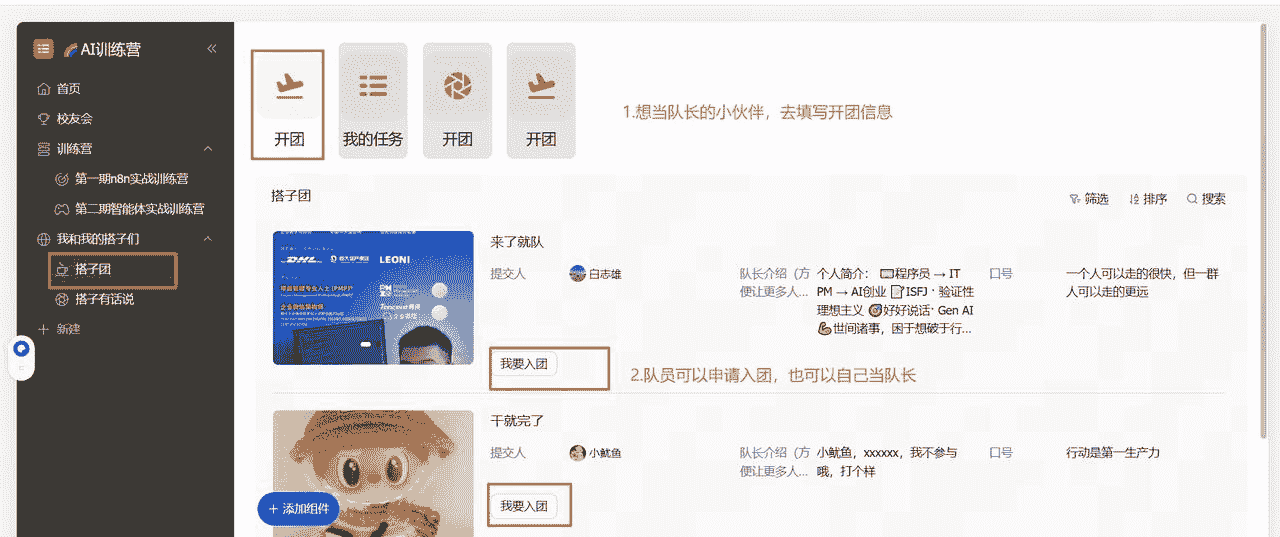 AI训练营
首页
校友会
训练营
第一期n8n实战训练营
第二期智能体实战训练营
我和我的搭子们
搭子团
搭子有话说
新建
开团
我的任务
开团
开团
1.想当队长的小伙伴，去填写开团信息
搭子团
筛选
排序
搜索
LEONI
来了就队
提交人
白志雄
队长介绍（方
便让更多人...
个人简介： 程序员 → IT
PM → AI创业 ISFJ · 验证性
理想主义 好好说话· Gen AI
世间诸事，困于想破于行...
口号
一个人可以走的很快，但一群
人可以走的更远
我要入团
2.队员可以申请入团，也可以自己当队长
干就完了
提交人
小鱿鱼
队长介绍（方
便让更多人...
小鱿鱼，xxxxxx，我不参与
哦，打个样
口号
行动是第一生产力
我要入团
+ 添加组件